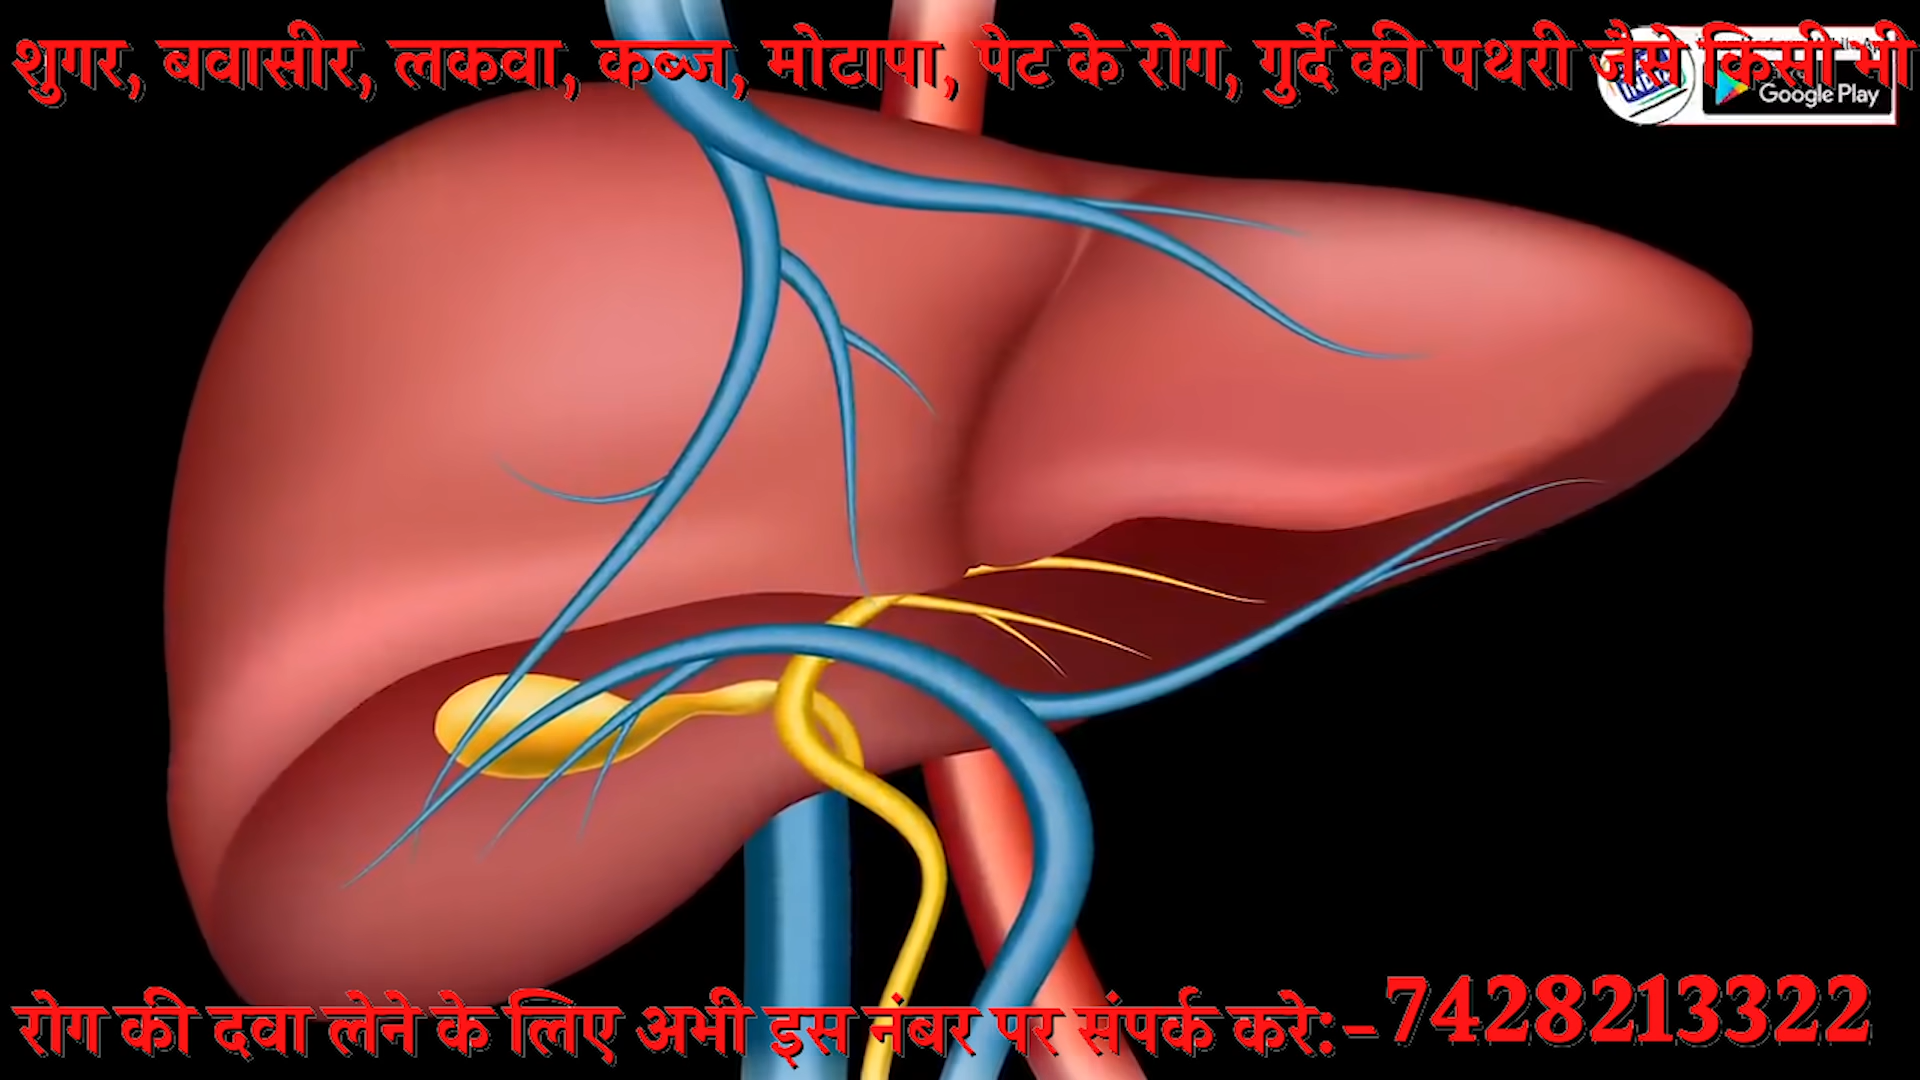 शुगर, बवासीर, लकवा, कब्ज, मोटापा, पेट के रोग, गुर्दे की पथरी जैसे किसी भी
Google Play
रोग की दवा लेने के लिए अभी इस नंबर पर संपर्क करे:-7428213322